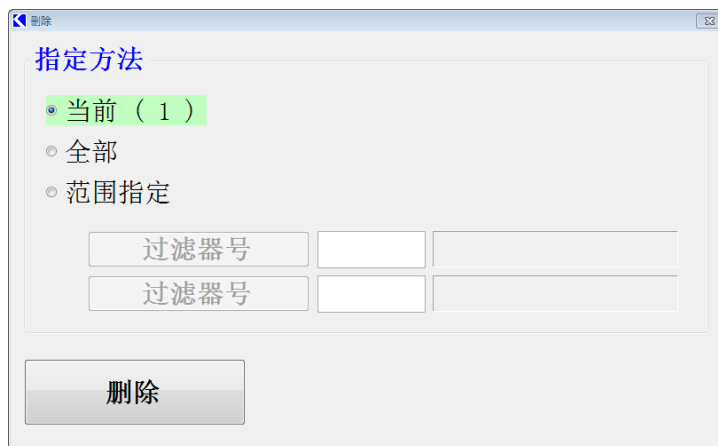 删除
指定方法
当前 ( 1 )
全部
范围指定
过滤器号
过滤器号
删除